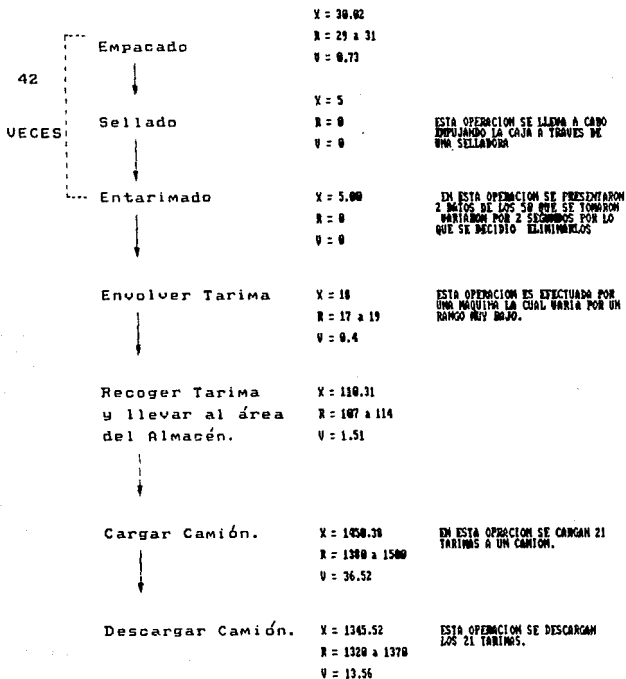 X = 30.02
Empacado
R = 29 a 31
V = 0.73
42
VECES
X = 5
Sellado
R = 0
V = 0
ESTA OPERACION SE LLEVA A CABO
EMPUJANDO LA CAJA A TRAVES DE
UNA SELLADORA
Entarimado
X = 5.00
R = 0
V = 0
EN ESTA OPERACION SE PRESENTARON
2 DATOS DE LOS 50 QUE SE TOMARON
VARIARON POR 2 SEGUNDOS POR LO
QUE SE DECIDIO ELIMINARLOS
Envolver Tarima
X = 18
R = 17 a 19
V = 0.4
ESTA OPERACION ES EFECTUADA POR
UNA MAQUINA LA CUAL VARIA POR UN
RANGO MUY BAJO.
Recoger Tarima
y llevar al área
del Almacén.
X = 110.31
R = 107 a 114
V = 1.51
Cargar Camión.
X = 1450.38
R = 1380 a 1500
V = 36.52
EN ESTA OPERACION SE CARGAN 21
TARIMAS A UN CAMION.
Descargar Camión.
X = 1345.52
R = 1320 a 1370
V = 13.56
ESTA OPERACION SE DESCARGAN
LOS 21 TARIMAS.